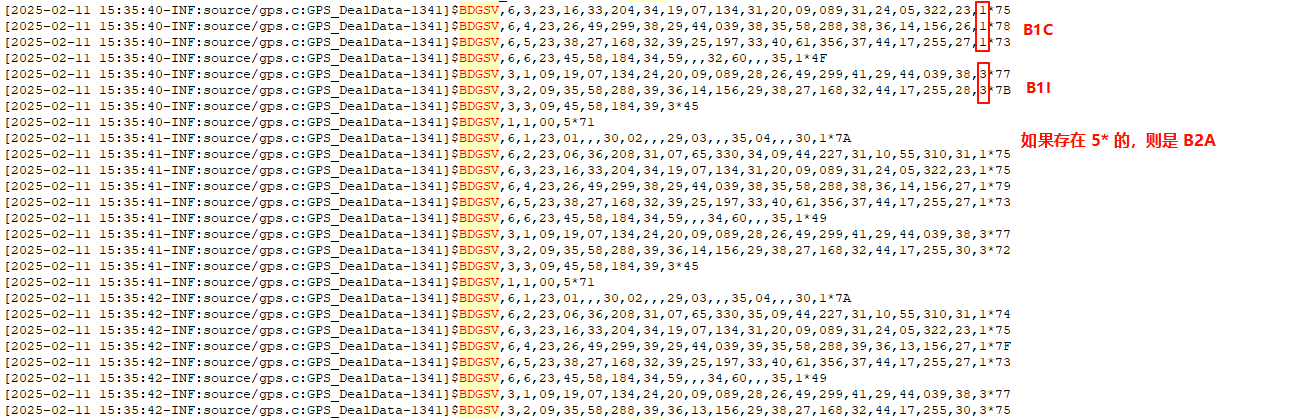 [2025-02-11 15:35:40-INF:source/gps.c:GPS_DealData-1341]$BDGSV,6,3,23,16,33,204,34,19,07,134,31,20,09,089,31,24,05,322,23,1*75
[2025-02-11 15:35:40-INF:source/gps.c:GPS_DealData-1341]$BDGSV,6,4,23,26,49,299,38,29,44,039,38,35,58,288,38,36,14,156,26,1*78
B1C
[2025-02-11 15:35:40-INF:source/gps.c:GPS_DealData-1341]$BDGSV,6,5,23,38,27,168,32,39,25,197,33,40,61,356,37,44,17,255,27,1*73
[2025-02-11 15:35:40-INF:source/gps.c:GPS_DealData-1341]$BDGSV,6,6,23,45,58,184,34,59,,,32,60,,,35,1*4F
[2025-02-11 15:35:40-INF:source/gps.c:GPS_DealData-1341]$BDGSV,3,1,09,19,07,134,24,20,09,089,28,26,49,299,41,29,44,039,38,3*77
[2025-02-11 15:35:40-INF:source/gps.c:GPS_DealData-1341]$BDGSV,3,2,09,35,58,288,39,36,14,156,29,38,27,168,32,44,17,255,28,3*7B
B1I
[2025-02-11 15:35:40-INF:source/gps.c:GPS_DealData-1341]$BDGSV,3,3,09,45,58,184,39,3*45
[2025-02-11 15:35:40-INF:source/gps.c:GPS_DealData-1341]$BDGSV,1,1,00,5*71
[2025-02-11 15:35:41-INF:source/gps.c:GPS_DealData-1341]$BDGSV,6,1,23,01,,,30,02,,,29,03,,,35,04,,,30,1*7A
如果存在 5* 的，则是 B2A
[2025-02-11 15:35:41-INF:source/gps.c:GPS_DealData-1341]$BDGSV,6,2,23,06,36,208,31,07,65,330,34,09,44,227,31,10,55,310,31,1*75
[2025-02-11 15:35:41-INF:source/gps.c:GPS_DealData-1341]$BDGSV,6,3,23,16,33,204,34,19,07,134,31,20,09,089,31,24,05,322,23,1*75
[2025-02-11 15:35:41-INF:source/gps.c:GPS_DealData-1341]$BDGSV,6,4,23,26,49,299,38,29,44,039,38,35,58,288,38,36,14,156,27,1*79
[2025-02-11 15:35:41-INF:source/gps.c:GPS_DealData-1341]$BDGSV,6,5,23,38,27,168,32,39,25,197,33,40,61,356,37,44,17,255,27,1*73
[2025-02-11 15:35:41-INF:source/gps.c:GPS_DealData-1341]$BDGSV,6,6,23,45,58,184,34,59,,,34,60,,,35,1*49
[2025-02-11 15:35:41-INF:source/gps.c:GPS_DealData-1341]$BDGSV,3,1,09,19,07,134,24,20,09,089,28,26,49,299,41,29,44,039,38,3*77
[2025-02-11 15:35:41-INF:source/gps.c:GPS_DealData-1341]$BDGSV,3,2,09,35,58,288,39,36,14,156,29,38,27,168,32,44,17,255,30,3*72
[2025-02-11 15:35:41-INF:source/gps.c:GPS_DealData-1341]$BDGSV,3,3,09,45,58,184,39,3*45
[2025-02-11 15:35:41-INF:source/gps.c:GPS_DealData-1341]$BDGSV,1,1,00,5*71
[2025-02-11 15:35:42-INF:source/gps.c:GPS_DealData-1341]$BDGSV,6,1,23,01,,,30,02,,,29,03,,,35,04,,,30,1*7A
[2025-02-11 15:35:42-INF:source/gps.c:GPS_DealData-1341]$BDGSV,6,2,23,06,36,208,31,07,65,330,35,09,44,227,31,10,55,310,31,1*74
[2025-02-11 15:35:42-INF:source/gps.c:GPS_DealData-1341]$BDGSV,6,3,23,16,33,204,34,19,07,134,31,20,09,089,31,24,05,322,23,1*75
[2025-02-11 15:35:42-INF:source/gps.c:GPS_DealData-1341]$BDGSV,6,4,23,26,49,299,39,29,44,039,39,35,58,288,39,36,13,156,27,1*7F
[2025-02-11 15:35:42-INF:source/gps.c:GPS_DealData-1341]$BDGSV,6,5,23,38,27,168,32,39,25,197,33,40,61,356,37,44,17,255,27,1*73
[2025-02-11 15:35:42-INF:source/gps.c:GPS_DealData-1341]$BDGSV,6,6,23,45,58,184,34,59,,,34,60,,,35,1*49
[2025-02-11 15:35:42-INF:source/gps.c:GPS_DealData-1341]$BDGSV,3,1,09,19,07,134,24,20,09,089,28,26,49,299,41,29,44,039,38,3*77
[2025-02-11 15:35:42-INF:source/gps.c:GPS_DealData-1341]$BDGSV,3,2,09,35,58,288,39,36,13,156,29,38,27,168,32,44,17,255,30,3*75